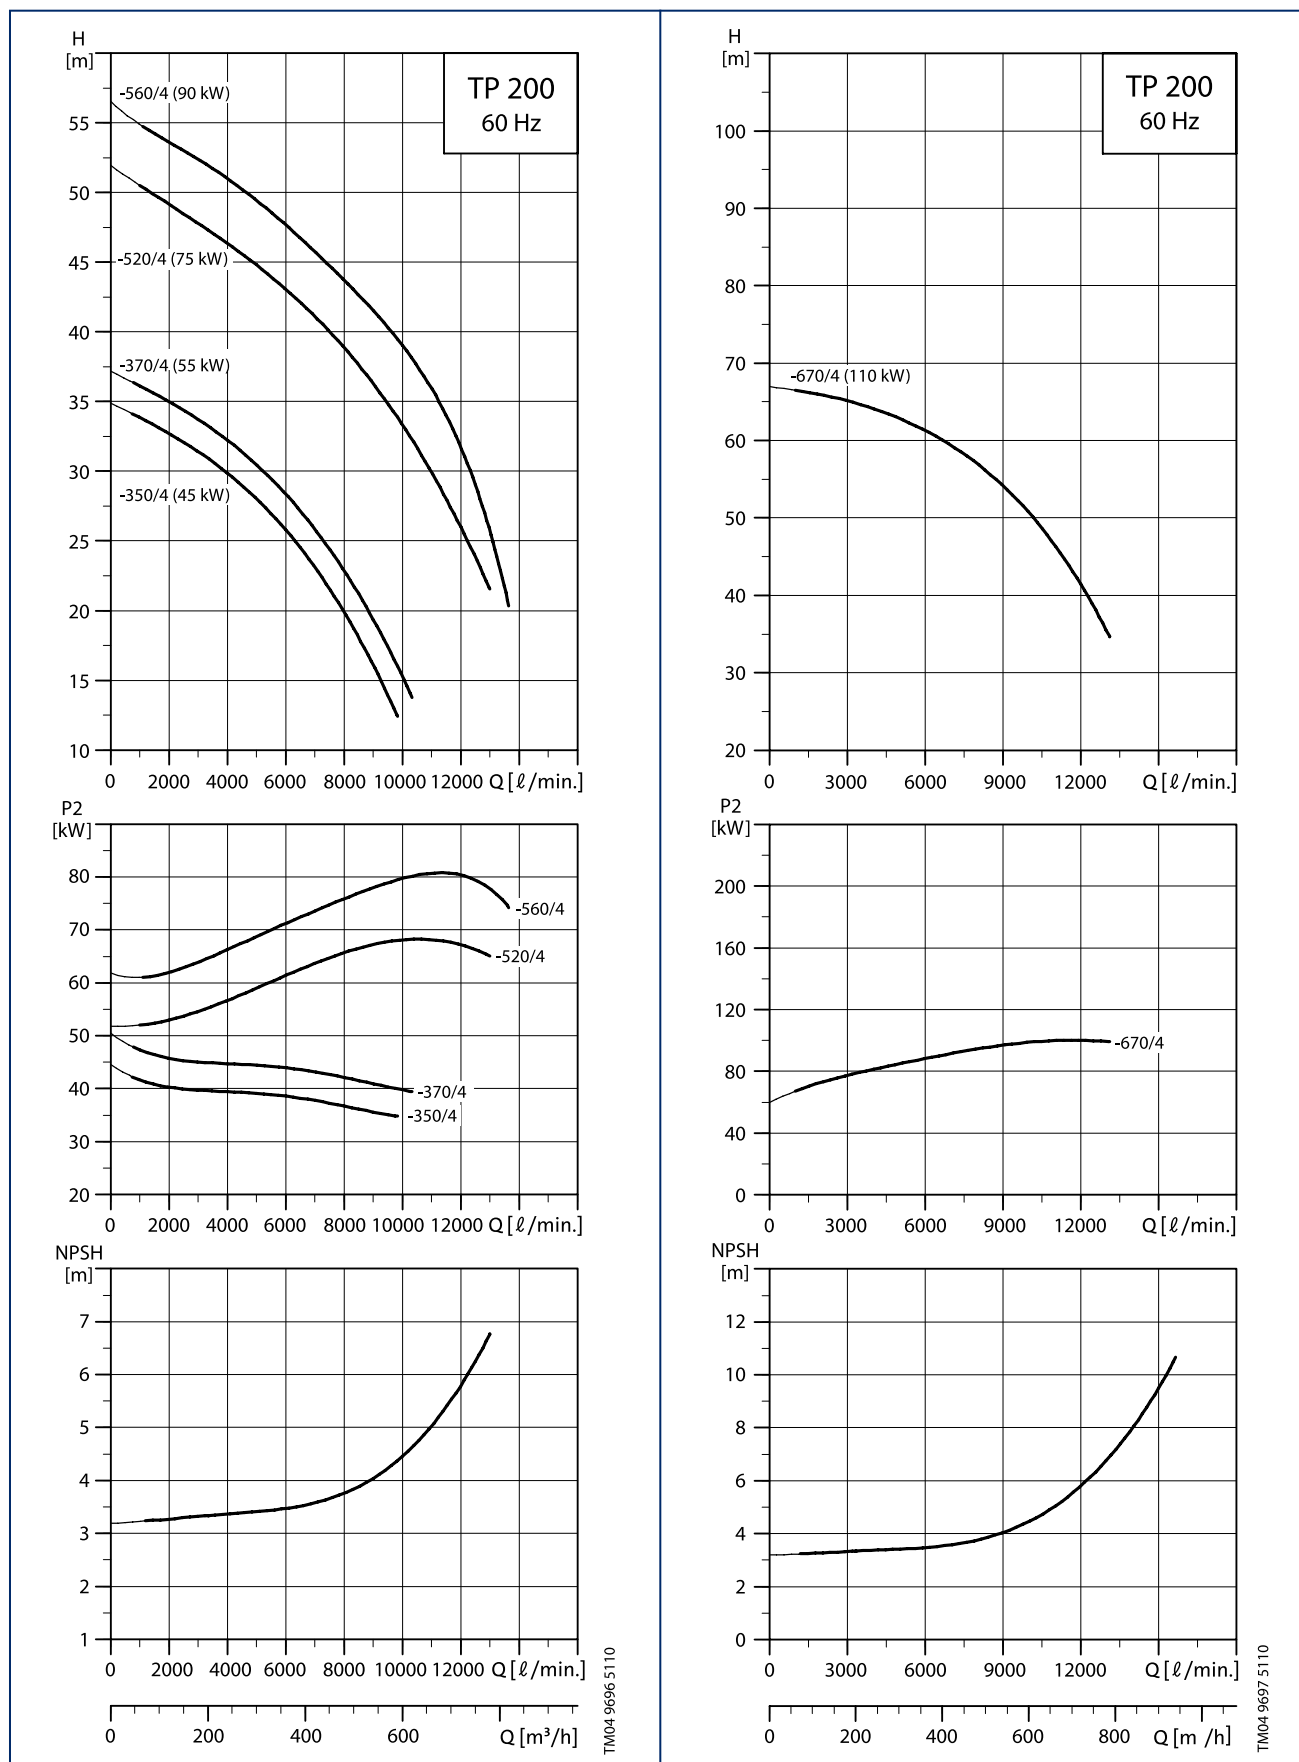 H
[m]
TP 200
60 Hz
-560/4 (90 kW)
55
50
-520/4 (75 kW)
45
40
-370/4 (55 kW)
35
30
-350/4 (45 kW)
25
20
15
10
0 2000 4000 6000 8000 10000 12000 Q [ℓ/min.]
P2
[kW]
80
-560/4
70
-520/4
60
50
40
-370/4
-350/4
30
20
0 2000 4000 6000 8000 10000 12000 Q [ℓ/min.]
NPSH
[m]
7
6
5
4
3
2
1
0 2000 4000 6000 8000 10000 12000 Q [ℓ/min.]
0 200 400 600 Q [m³/h]
TM04 9696 5110
H
[m]
TP 200
60 Hz
100
90
80
70
-670/4 (110 kW)
60
50
40
30
20
0 3000 6000 9000 12000 Q [ℓ/min.]
P2
[kW]
200
160
120
-670/4
80
40
0
0 3000 6000 9000 12000 Q [ℓ/min.]
NPSH
[m]
12
10
8
6
4
2
0
0 3000 6000 9000 12000 Q [ℓ/min.]
0 200 400 600 800 Q [m /h]
TM04 9697 5110